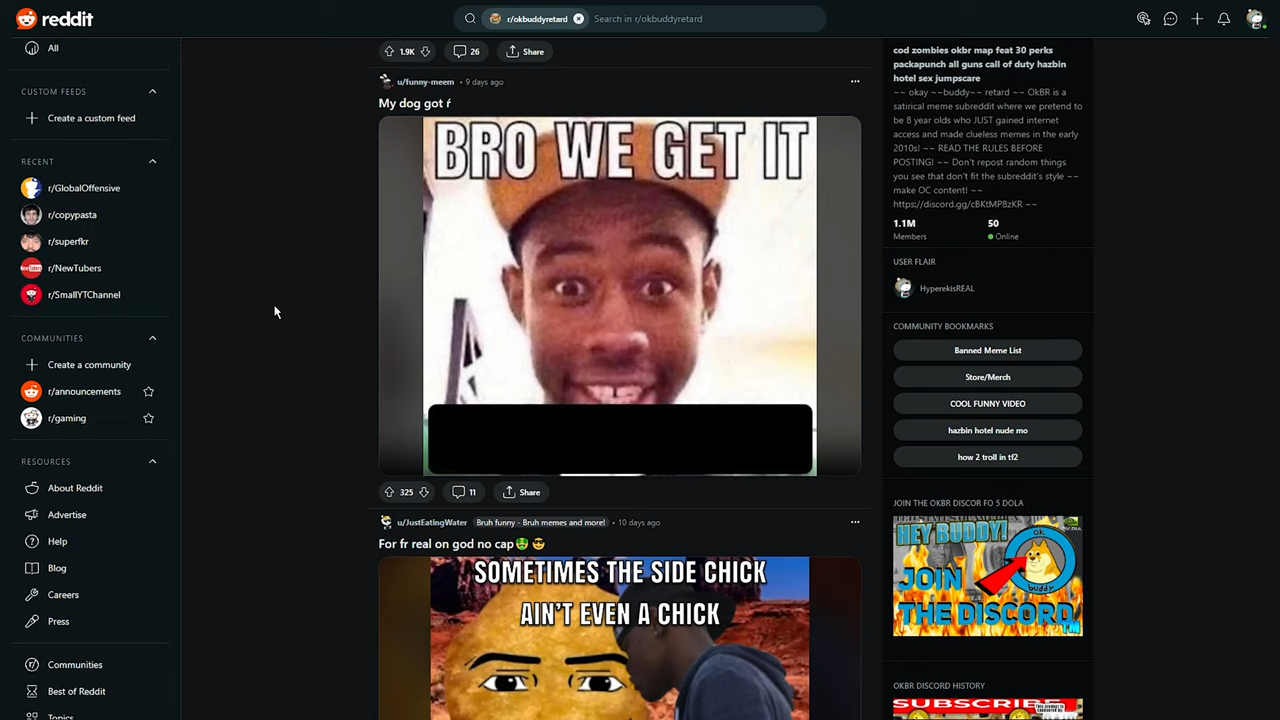 reddit
r/okbuddyretard
Search in r/okbuddyretard
All
CUSTOM FEEDS
Create a custom feed
RECENT
r/GlobalOffensive
r/copypasta
r/superfkr
r/NewTubers
r/SmallYTChannel
COMMUNITIES
Create a community
r/announcements
r/gaming
RESOURCES
About Reddit
Advertise
Help
Blog
Careers
Press
Communities
Best of Reddit
Topics
1.9K
26
Share
u/funny-meem • 9 days ago
My dog got ŕ
BRO WE GET IT
325
11
Share
u/JustEatingWater
Bruh funny - Bruh memes and more!
• 10 days ago
For fr real on god no cap🤑😎
SOMETIMES THE SIDE CHICK
AIN'T EVEN A CHICK
cod zombies okbr map feat 30 perks
packapunch all guns call of duty hazbin
hotel sex jumpscare
~~ okay ~~buddy~~ retard ~~ OkBR is a
satirical meme subreddit where we pretend to
be 8 year olds who JUST gained internet
access and made clueless memes in the early
2010s! ~~ READ THE RULES BEFORE
POSTING! ~~ Don't repost random things
you see that don't fit the subreddit's style ~~
make OC content! ~~
https://discord.gg/cBKtMP8zKR ~~
1.1M
50
Members
Online
USER FLAIR
HyperekisREAL
COMMUNITY BOOKMARKS
Banned Meme List
Store/Merch
COOL FUNNY VIDEO
hazbin hotel nude mo
how 2 troll in tf2
JOIN THE OKBR DISCOR FO 5 DOLA
HEY BUDDY!
OK
buddy
JOIN
THE DISCORD
TM
OKBR DISCORD HISTORY
SUBSCRIBE